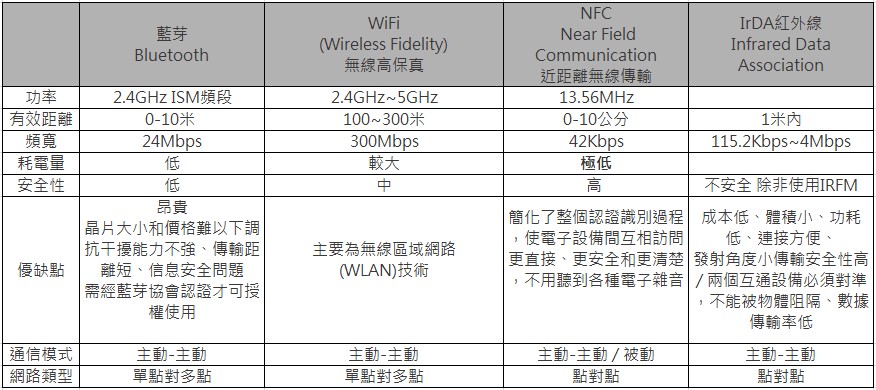 藍芽
Bluetooth
WiFi
(Wireless Fidelity)
無線高保真
NFC
Near Field
Communication
近距離無線傳輸
IrDA紅外線
Infrared Data
Association
功率
2.4GHz ISM頻段
2.4GHz~5GHz
13.56MHz
有效距離
0-10米
100~300米
0-10公分
1米內
頻寬
24Mbps
300Mbps
42Kbps
115.2Kbps~4Mbps
耗電量
低
較大
極低
安全性
低
中
高
不安全 除非使用IRFM
優缺點
昂貴
晶片大小和價格難以下調
抗干擾能力不強、傳輸距
離短、信息安全問題
需經藍芽協會認證才可授
權使用
主要為無線區域網路
(WLAN)技術
簡化了整個認證識別過程
，使電子設備間互相訪問
更直接、更安全和更清楚
，不用聽到各種電子雜音
成本低、體積小、功耗
低、連接方便、
發射角度小傳輸安全性高
/ 兩個互通設備必須對準
，不能被物體阻隔、數據
傳輸率低
通信模式
主動-主動
主動-主動
主動-主動 / 被動
主動-主動
網路類型
單點對多點
單點對多點
點對點
點對點